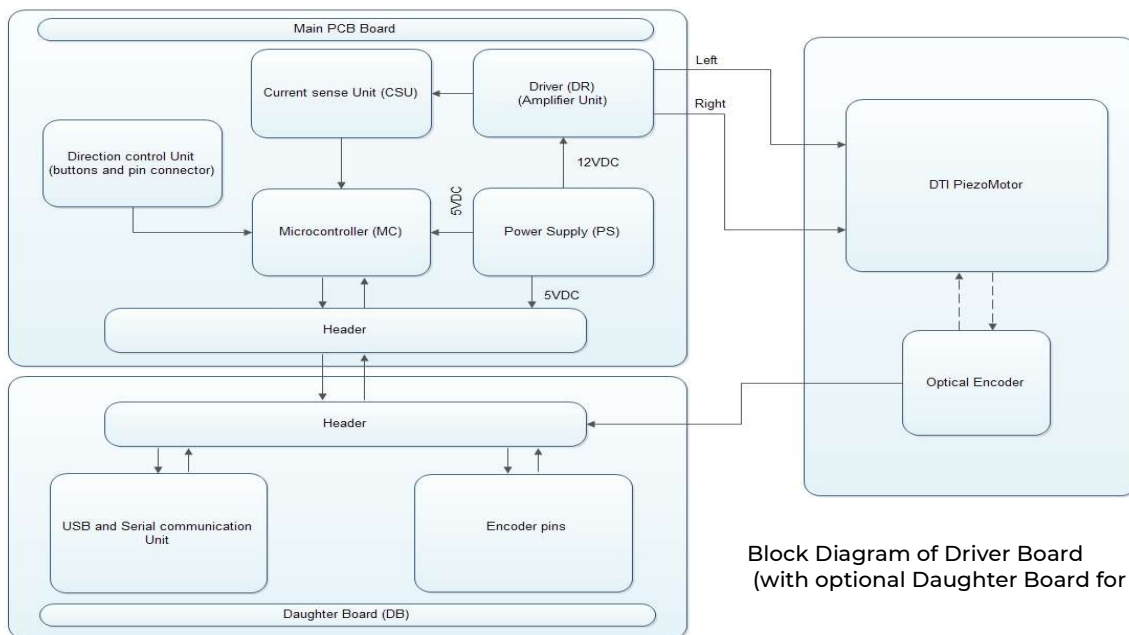 Main PCB Board
Current sense Unit (CSU)
Driver (DR)
(Amplifier Unit)
Left
Right
Direction control Unit
(buttons and pin connector)
12VDC
5VDC
DTI PiezoMotor
Microcontroller (MC)
Power Supply (PS)
5VDC
Header
Optical Encoder
Header
USB and Serial communication
Unit
Encoder pins
Block Diagram of Driver Board
(with optional Daughter Board for
Daughter Board (DB)